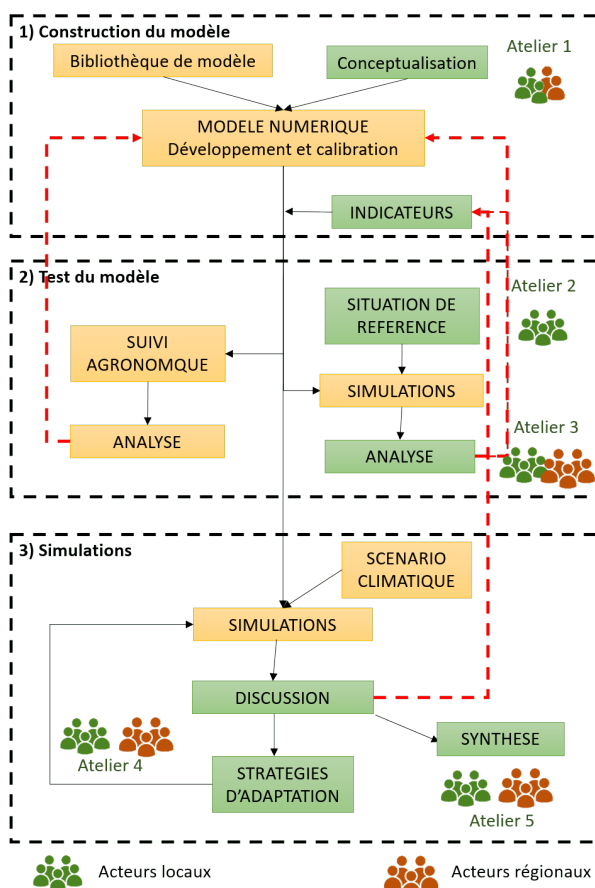 1) Construction du modèle
Atelier 1
Bibliothèque de modèle
Conceptualisation
MODELE NUMERIQUE
Développement et calibration
INDICATEURS
2) Test du modèle
Atelier 2
SITUATION DE
REFERENCE
SUIVI
AGRONOMQUE
SIMULATIONS
Atelier 3
ANALYSE
ANALYSE
3) Simulations
SCENARIO
CLIMATIQUE
SIMULATIONS
DISCUSSION
SYNTHESE
Atelier 4
STRATEGIES
D'ADAPTATION
Atelier 5
Acteurs locaux
Acteurs régionaux